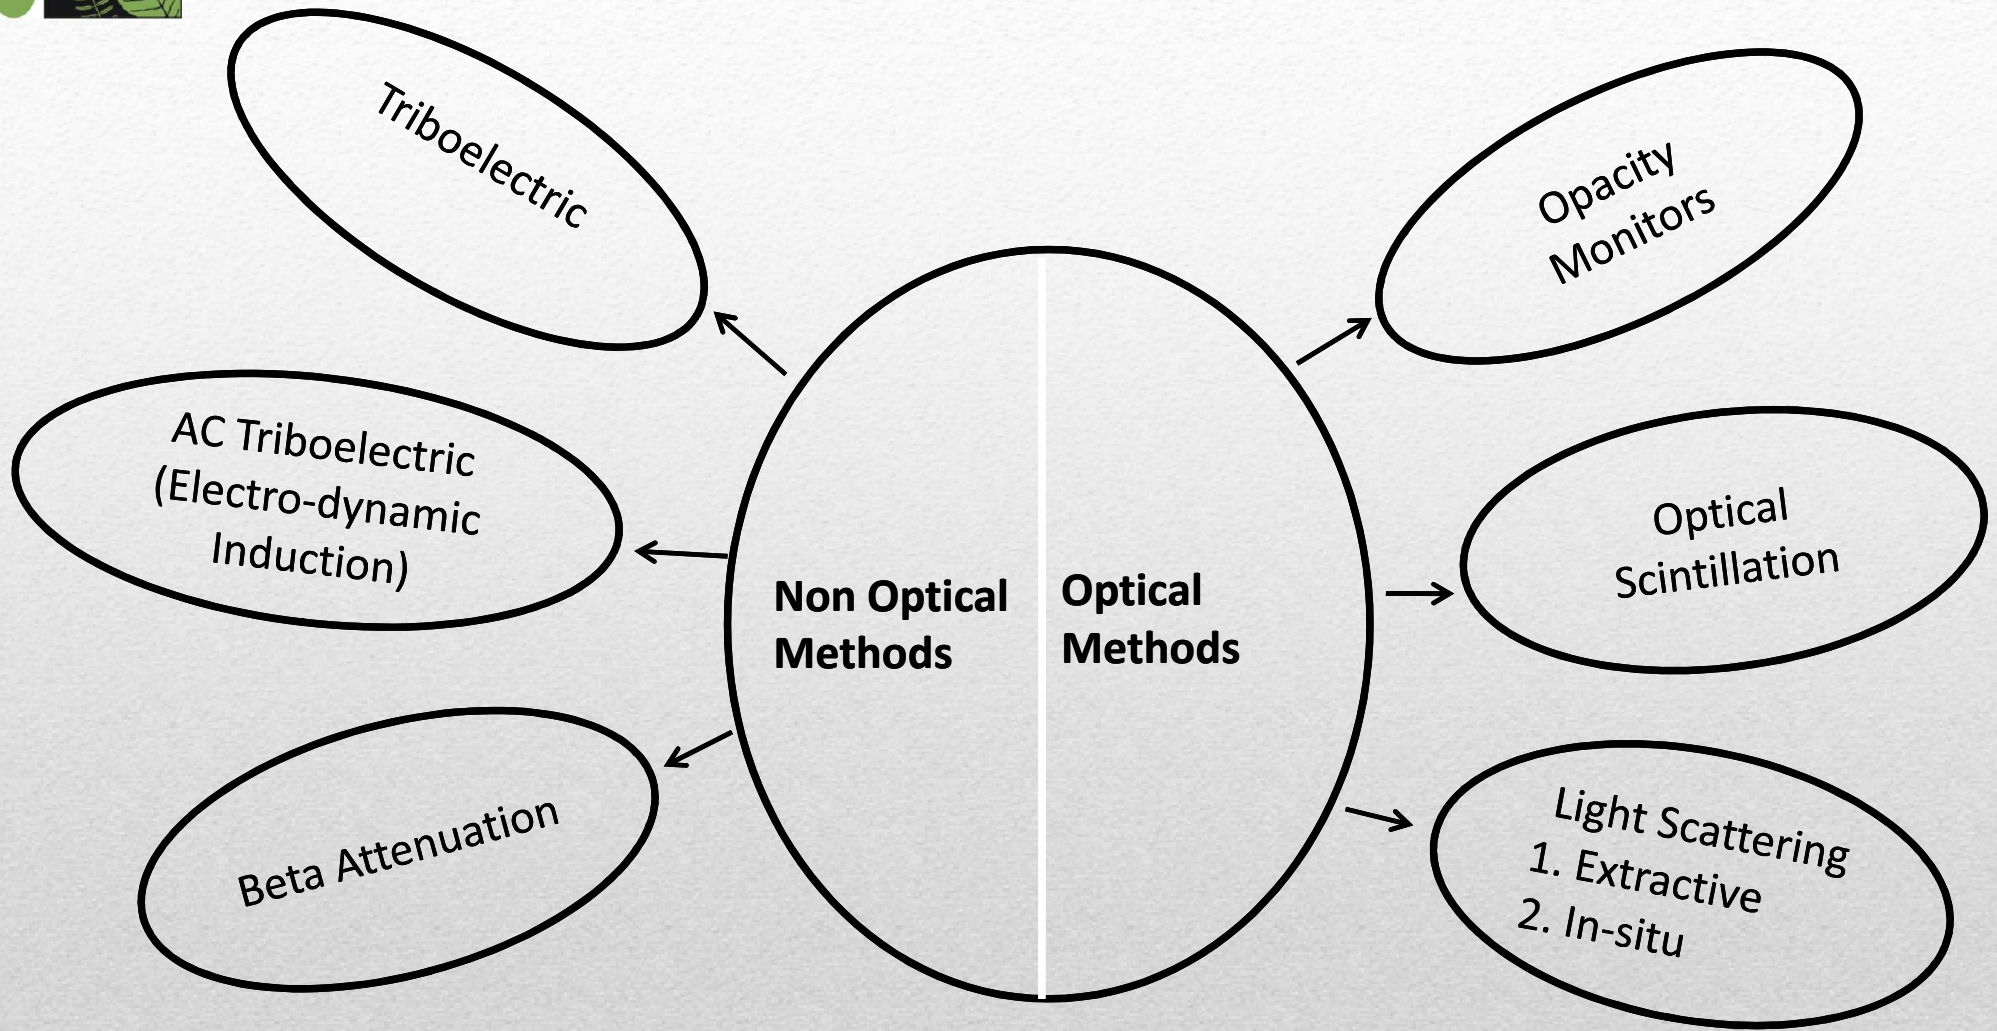 Triboelectric
AC Triboelectric
(Electro-dynamic
Induction)
Beta Attenuation
Non Optical
Methods
Optical
Methods
Opacity
Monitors
Optical
Scintillation
Light Scattering
1. Extractive
2. In-situ